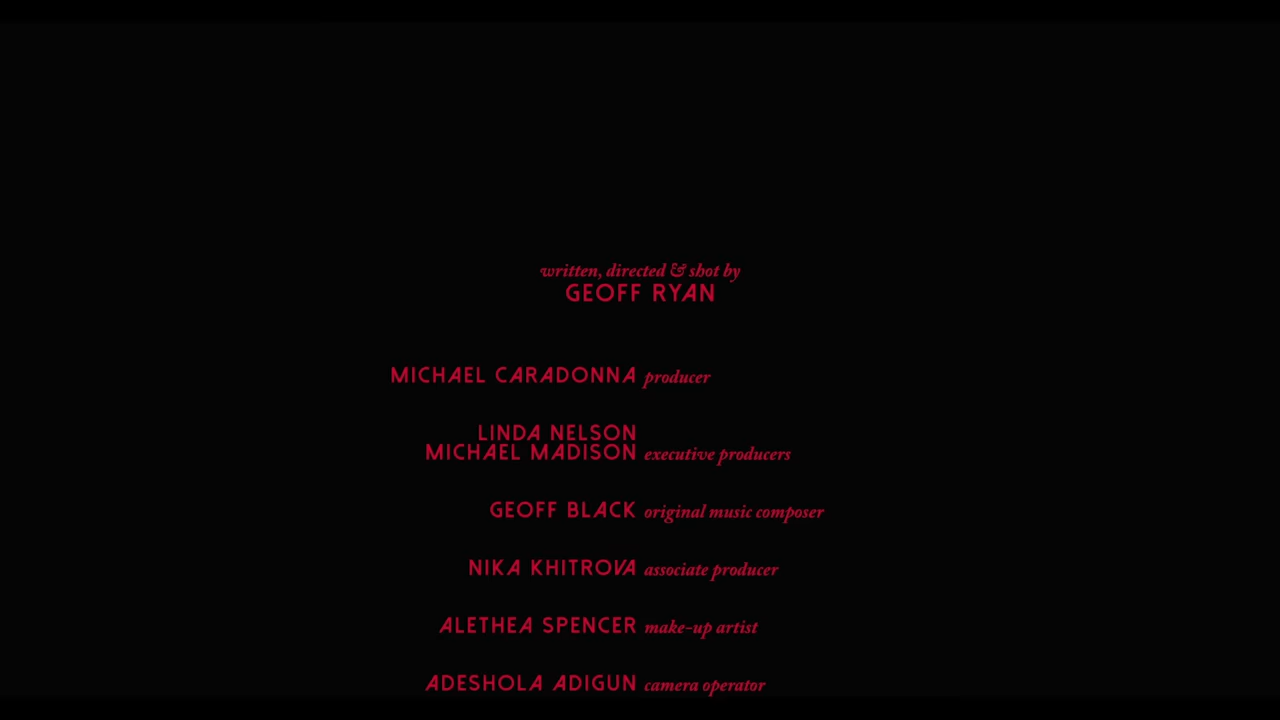 written, directed & shot by
GEOFF RYAN
MICHAEL CARADONNA producer
LINDA NELSON
MICHAEL MADISON executive producers
GEOFF BLACK original music composer
NIKA KHITROVA associate producer
ALETHEA SPENCER make-up artist
ADESHOLA ADIGUN camera operator